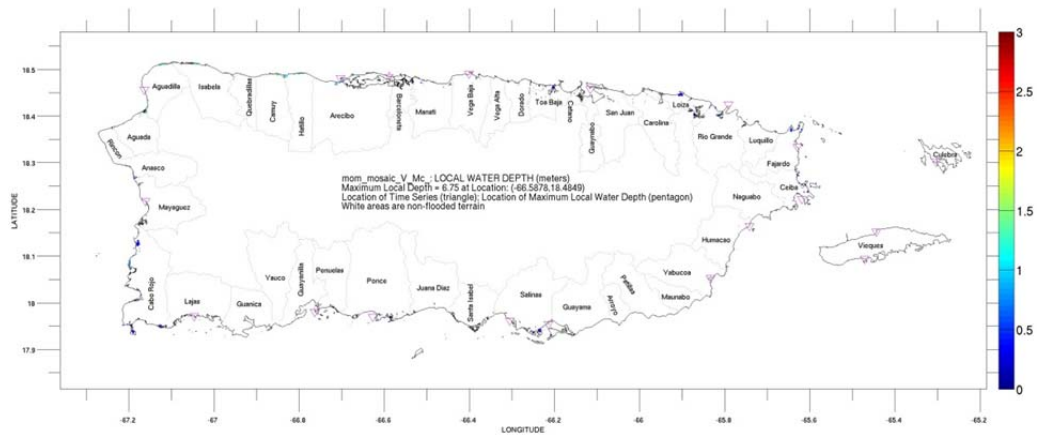 mom_mosaic_V_Mc_: LOCAL WATER DEPTH (meters)
Maximum Local Depth = 6.75 at Location: (-66.5878,18.4849)
Location of Time Series (triangle); Location of Maximum Local Water Depth (pentagon)
White areas are non-flooded terrain
Aguadilla
Isabela
Quebradillas
Camuy
Hatillo
Arecibo
Barceloneta
Manati
Vega Baja
Vega Alta
Dorado
Toa Baja
Catano
Guaynabo
San Juan
Carolina
Loiza
Rio Grande
Luquillo
Fajardo
Ceiba
Naguabo
Humacao
Yabucoa
Maunabo
Patillas
Arroyo
Guayama
Salinas
Santa Isabel
Juana Diaz
Ponce
Penuelas
Guayanilla
Yauco
Guanica
Lajas
Cabo Rojo
Mayaguez
Anasco
Rincon
Aguada
Culebra
Vieques
LATITUDE
18.5
18.4
18.3
18.2
18.1
18
17.9
-67.2
-67
-66.8
-66.6
-66.4
-66.2
-66
-65.8
-65.6
-65.4
-65.2
LONGITUDE
3
2.5
2
1.5
1
0.5
0